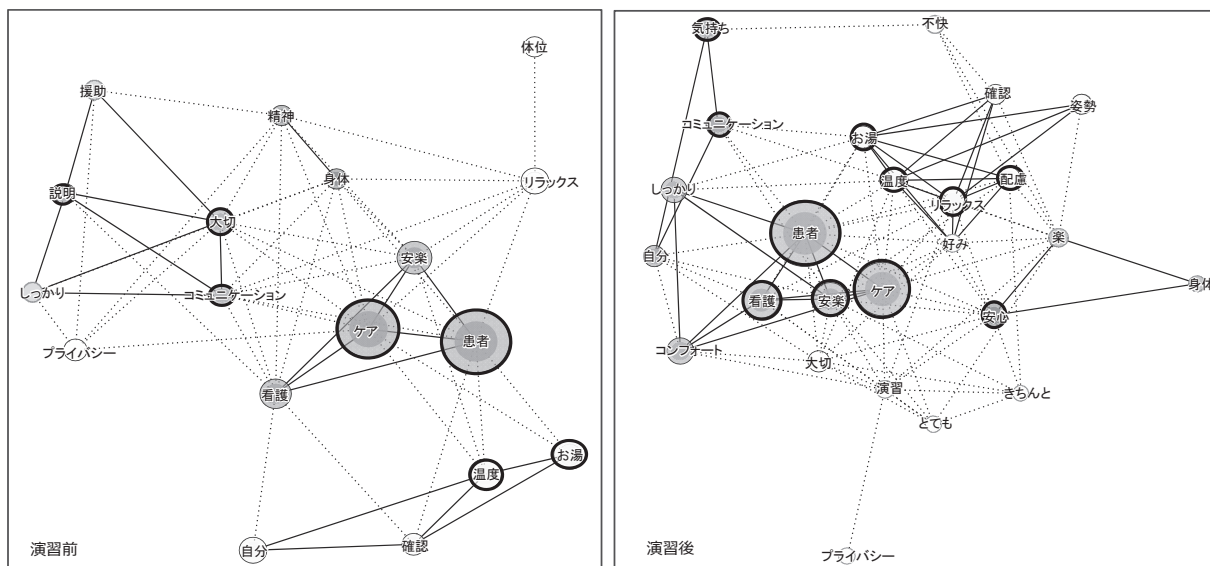 体位
援助
精神
身体
リラックス
説明
大切
安楽
しっかり
コミュニケーション
ケア
患者
プライバシー
看護
お湯
温度
自分
確認
演習前
気持ち
不快
確認
姿勢
コミュニケーション
お湯
しっかり
温度
配慮
リラックス
患者
好み
楽
自分
ケア
身体
看護
安楽
安心
コンフォート
大切
演習
きちんと
とても
演習後
プライバシー